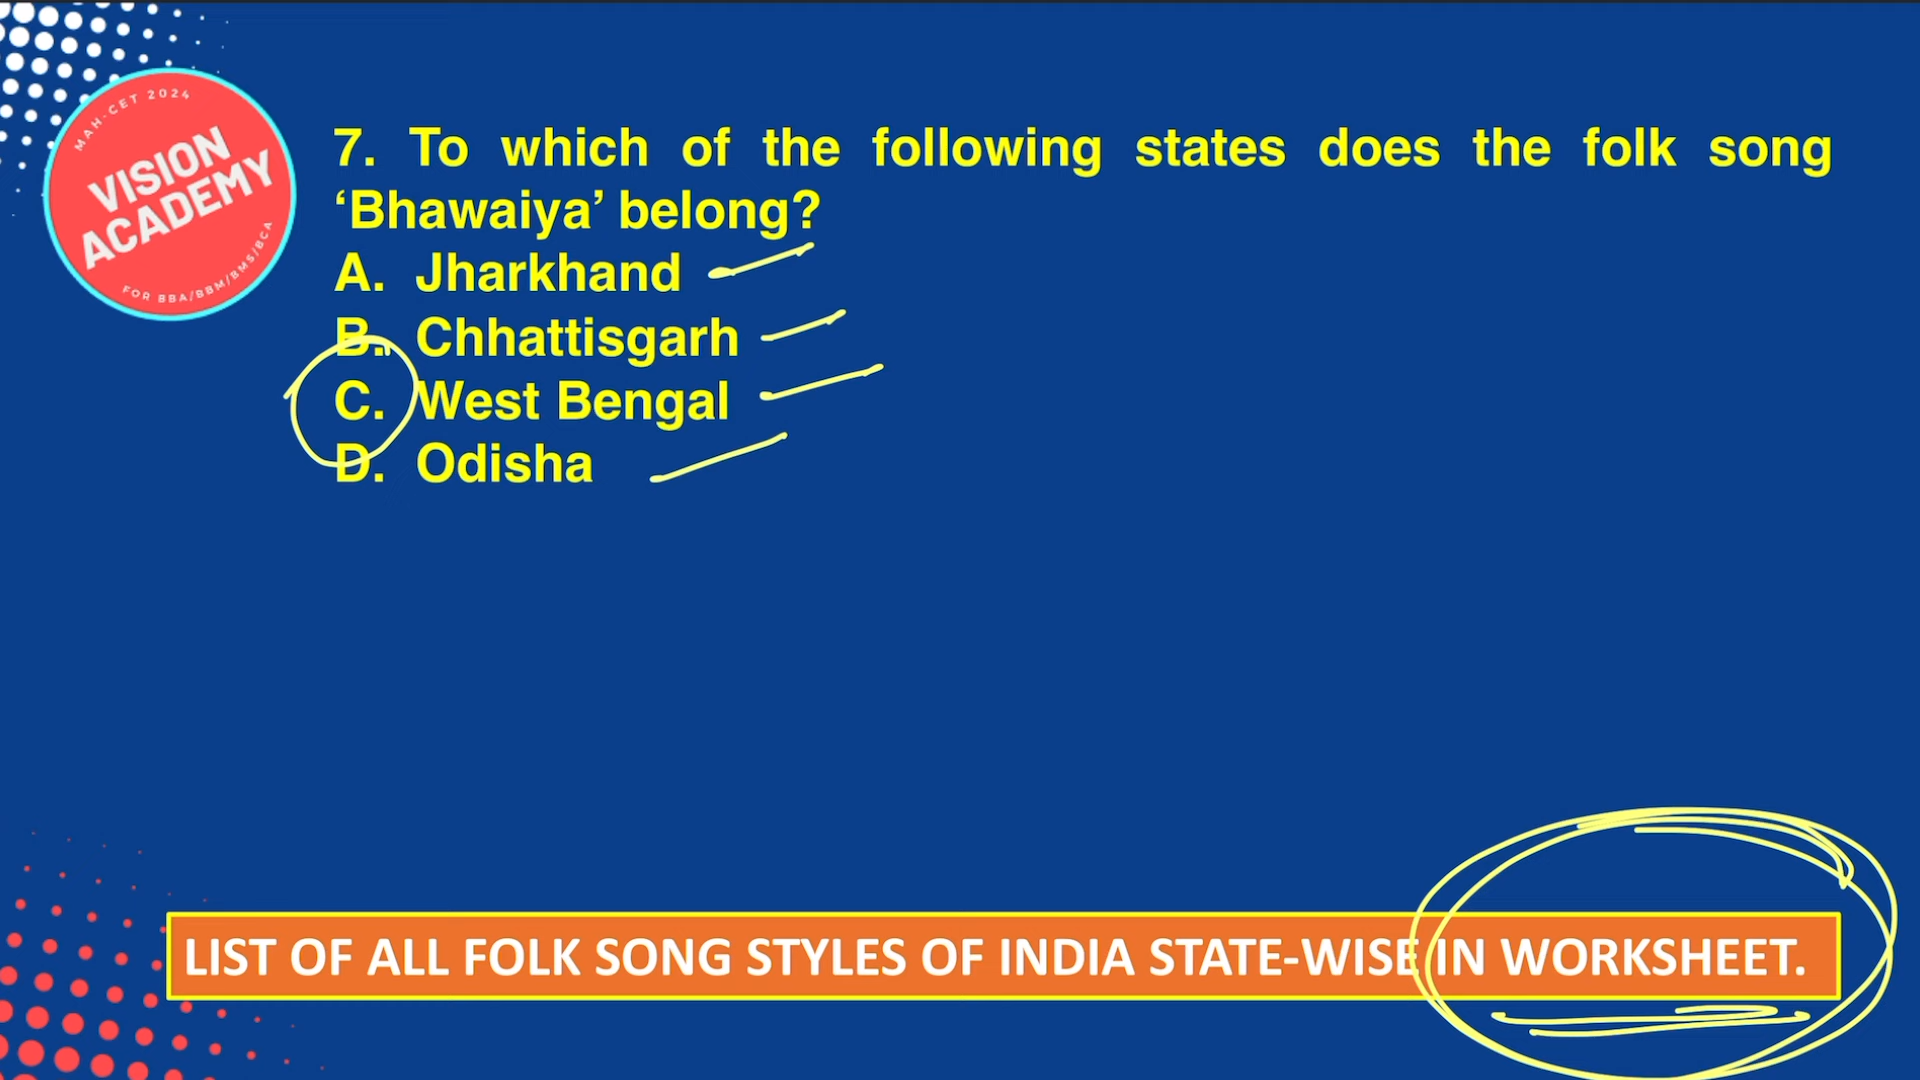 MAH-CET 2024
VISION
ACADEMY
FOR BBA/BBM/BMS/BCA
7. To which of the following states does the folk song
‘Bhawaiya’ belong?
A. Jharkhand
B. Chhattisgarh
C. West Bengal
D. Odisha
LIST OF ALL FOLK SONG STYLES OF INDIA STATE-WISE IN WORKSHEET.